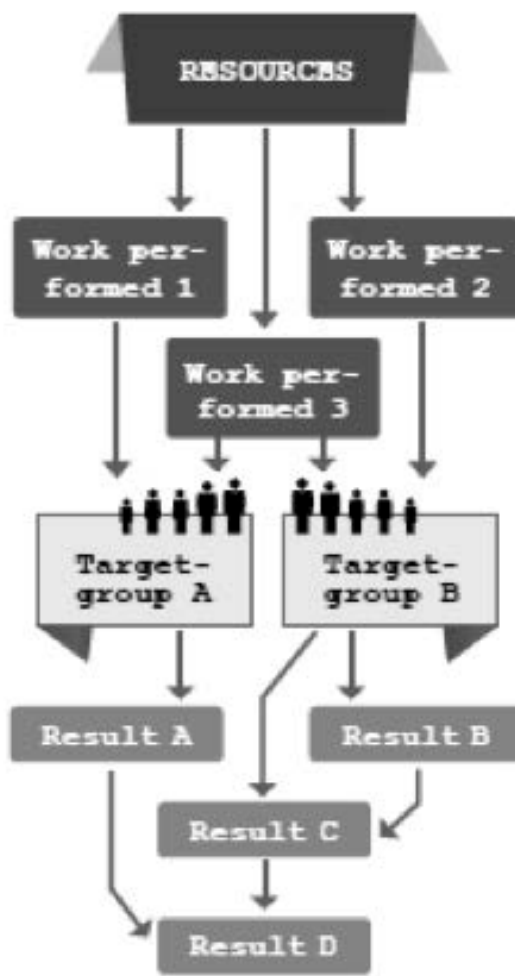 RESOURCES
Work per-
formed 1
Work per-
formed 2
Work per-
formed 3
Target-
group A
Target-
group B
Result A
Result B
Result C
Result D